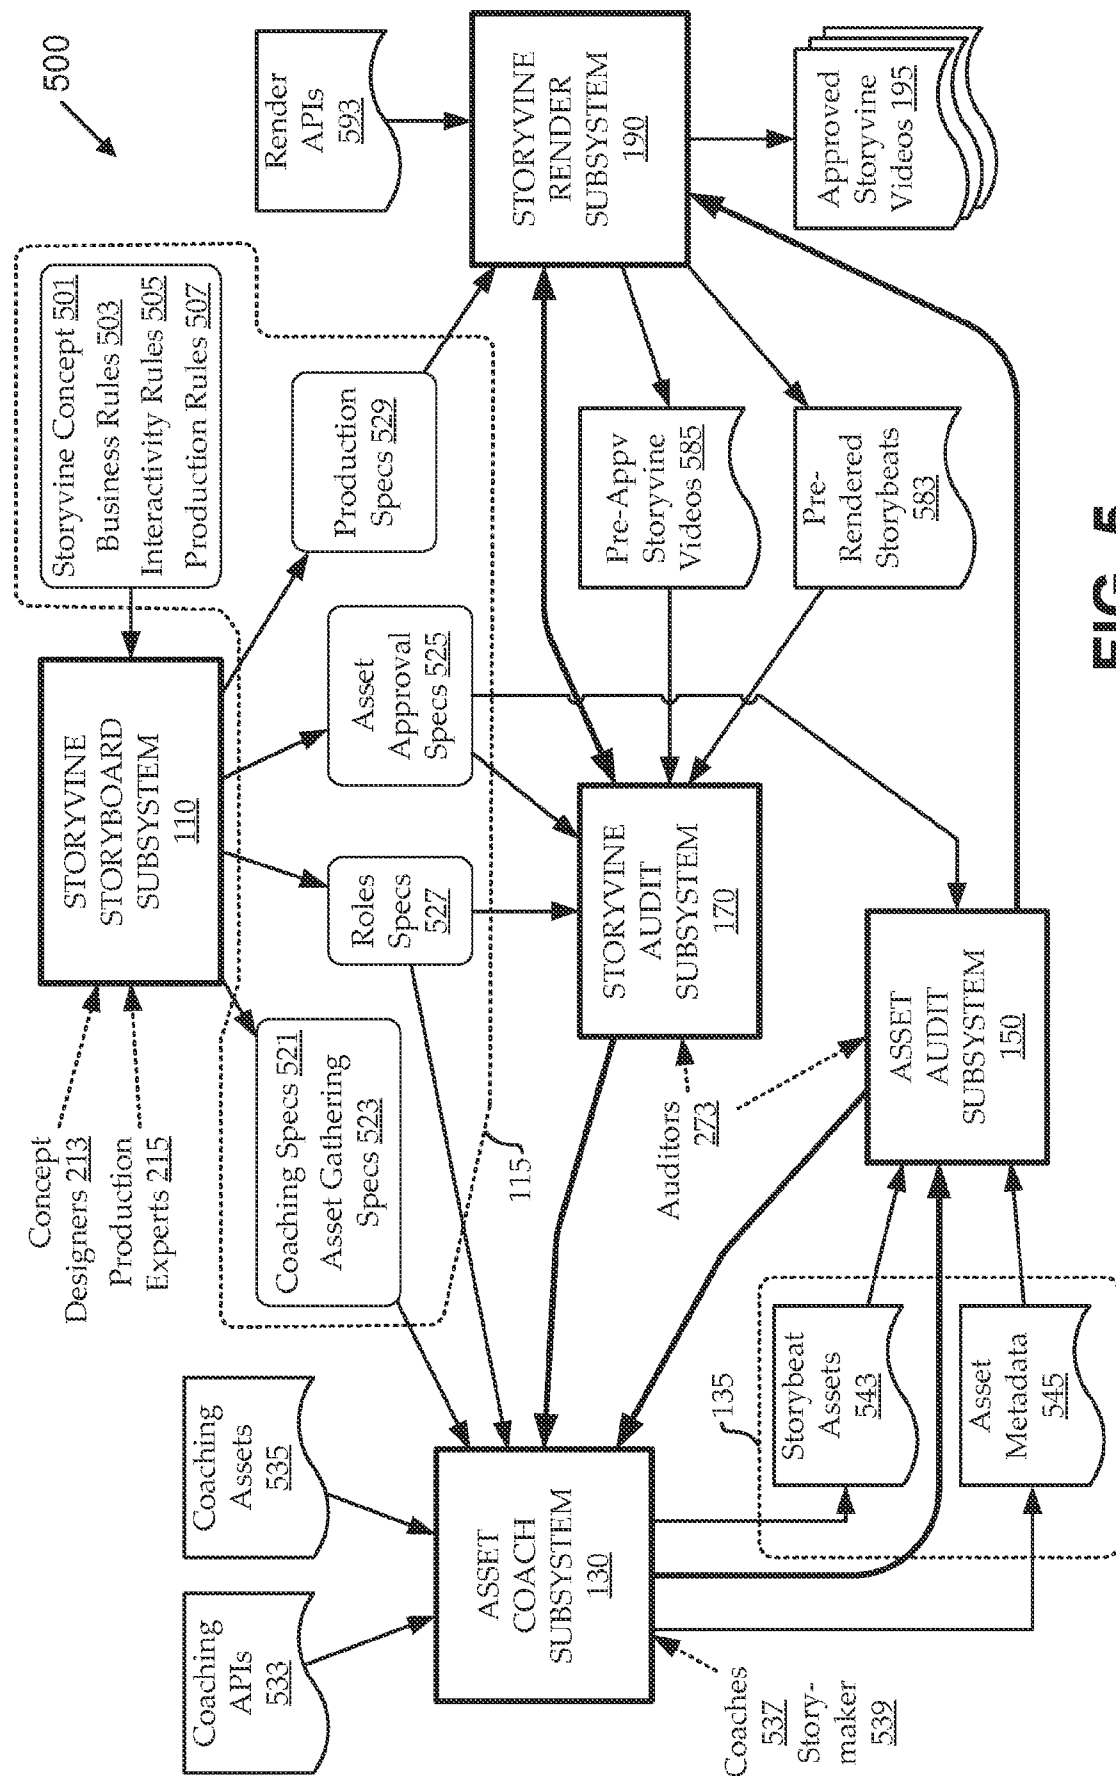 500
Storyvine Concept 501
Business Rules 503
Interactivity Rules 505
Production Rules 507
Concept
Designers 213
Production
Experts 215
STORYVINE
STORYBOARD
SUBSYSTEM
110
Render
APIs
593
Coaching
APIs
533
Coaching
Assets
535
Coaching Specs 521
Asset Gathering
Specs 523
Roles
Specs
527
Asset
Approval
Specs 525
Production
Specs 529
115
STORYVINE
RENDER
SUBSYSTEM
190
ASSET
COACH
SUBSYSTEM
130
STORYVINE
AUDIT
SUBSYSTEM
170
Pre-Appv
Storyvine
Videos 585
Approved
Storyvine
Videos 195
Auditors
273
Pre-
Rendered
Storybeats
583
Coaches
537
Story-
maker
539
135
Storybeat
Assets
543
Asset
Metadata
545
ASSET
AUDIT
SUBSYSTEM
150
FIG. 5